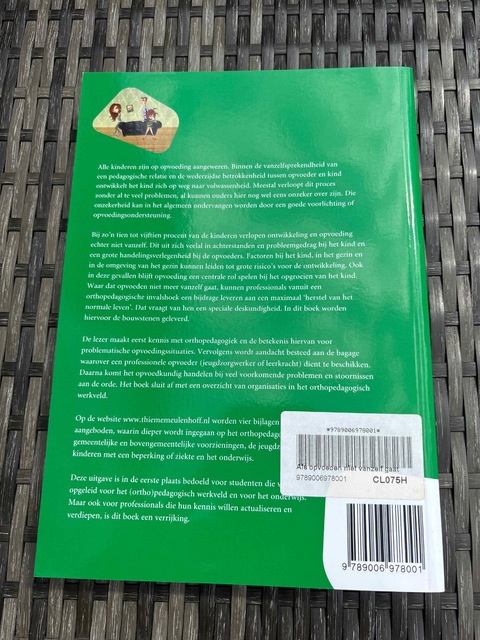 Alle kinderen zijn op opvoeding aangewezen. Binnen de vanzelfsprekendheid van
een pedagogische relatie en de wederzijdse betrokkenheid tussen opvoeder en kind
ontwikkelt het kind zich op weg naar volwassenheid. Meestal verloopt dit proces
zonder al te veel problemen, al kunnen ouders hier nog wel eens onzeker over zijn. Die
onzekerheid kan in het algemeen ondervangen worden door een goede voorlichting of
opvoedingsondersteuning.
Bij zo'n tien tot vijftien procent van de kinderen verlopen ontwikkeling en opvoeding
echter niet vanzelf. Dit uit zich veelal in achterstanden en probleemgedrag bij het kind en
een grote handelingsverlegenheid bij de opvoeders. Factoren bij het kind, in het gezin en
in de omgeving van het gezin kunnen leiden tot grote risico's voor de ontwikkeling. Ook
in deze gevallen blijft opvoeding een centrale rol spelen bij het opgroeien van het kind.
Waar dat opvoeden niet meer vanzelf gaat, kunnen professionals vanuit een
orthopedagogische invalshoek een bijdrage leveren aan een maximaal 'herstel van het
normale leven'. Dat vraagt van hen een speciale deskundigheid. In dit boek worden
hiervoor de bouwstenen geleverd.
De lezer maakt eerst kennis met orthopedagogiek en de betekenis hiervan voor
problematische opvoedingssituaties. Vervolgens wordt aandacht besteed aan de bagage
waarover een professionele opvoeder (jeugdzorgwerker of leerkracht) dient te beschikken.
Daarna komt het opvoedkundig handelen bij veel voorkomende problemen en stoornissen
aan de orde. Het boek sluit af met een overzicht van organisaties in het orthopedagogisch
werkveld.
Op de website www.thiememeulenhoff.nl worden vier bijlagen
aangeboden, waarin dieper wordt ingegaan op het
gemeentelijke en bovengemeentelijke voorzieningen, de
kinderen met een beperking of ziekte en het onderwijs.
Deze uitgave is in de eerste plaats bedoeld voor studenten die
opgeleid voor het (ortho)pedagogisch werkveld en voor het onderwijs.
Maar ook voor professionals die hun kennis willen actualiseren en
verdiepen, is dit boek een verrijking.
*9789006978001*
Als opvoeden niet vanzelf gaat
9789006978001 CL075H
9 789006 978001